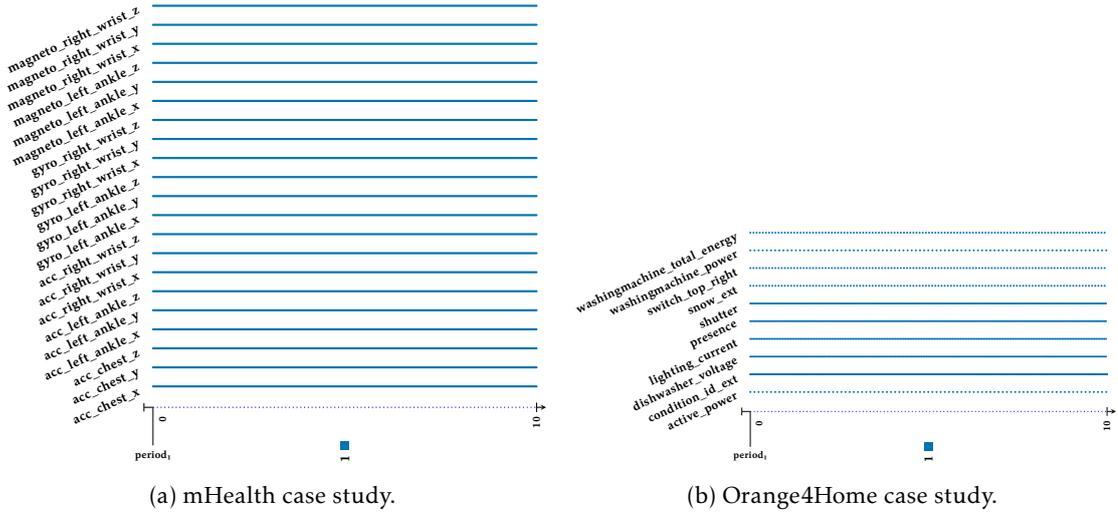 magneto_right_wrist_z
magneto_right_wrist_y
magneto_right_wrist_x
magneto_left_ankle_z
magneto_left_ankle_y
magneto_left_ankle_x
gyro_right_wrist_z
gyro_right_wrist_y
gyro_right_wrist_x
gyro_left_ankle_z
gyro_left_ankle_y
gyro_left_ankle_x
acc_right_wrist_z
acc_right_wrist_y
acc_right_wrist_x
acc_left_ankle_z
acc_left_ankle_y
acc_left_ankle_x
acc_chest_z
acc_chest_y
acc_chest_x
0
10
period₁
1
(a) mHealth case study.
washingmachine_total_energy
washingmachine_power
switch_top_right
snow_ext
shutter
presence
lighting_current
dishwasher_voltage
condition_id_ext
active_power
0
10
period₁
1
(b) Orange4Home case study.